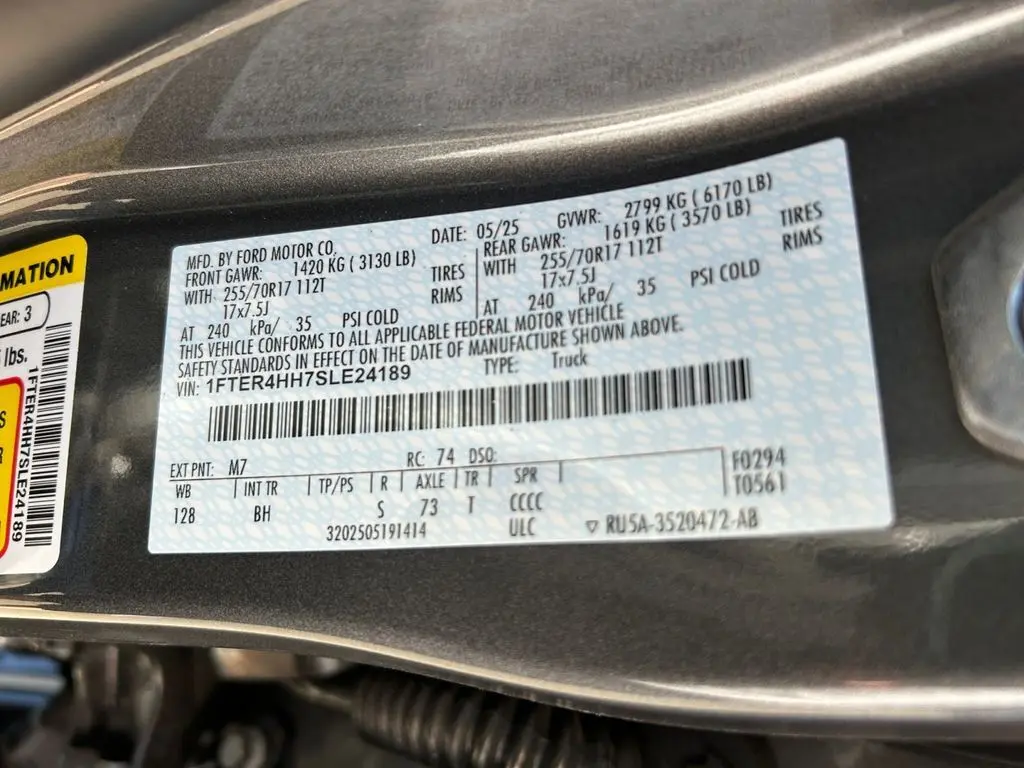 MFD. BY FORD MOTOR CO. DATE: 05/25 GVWR: 2799 KG ( 6170 LB)
FRONT GAWR: 1420 KG ( 3130 LB) REAR GAWR: 1619 KG ( 3570 LB)
WITH 255/70R17 112T TIRES WITH 255/70R17 112T TIRES
17x7.5J RIMS 17x7.5J RIMS
AT 240 kPa/ 35 PSI COLD AT 240 kPa/ 35 PSI COLD
THIS VEHICLE CONFORMS TO ALL APPLICABLE FEDERAL MOTOR VEHICLE
SAFETY STANDARDS IN EFFECT ON THE DATE OF MANUFACTURE SHOWN ABOVE.
VIN: 1FTER4HH7SLE24189 TYPE: Truck
EXT PNT: M7 RC: 74 DSO: F0294
WB INT TR TP/PS R AXLE TR SPR T0561
128 BH S 73 T CCCC
3202505191414 ULC ▽ RU5A-3520472-AB
MATION
EAR: 3
lbs.
S
R
1FTER4HH7SLE24189